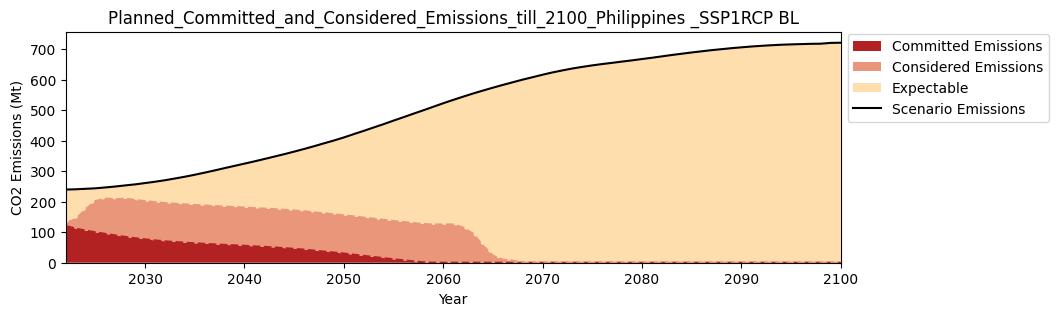 Planned_Committed_and_Considered_Emissions_till_2100_Philippines _SSP1RCP BL
CO2 Emissions (Mt)
700
600
500
400
300
200
100
0
2030 2040 2050 2060 2070 2080 2090 2100
Year
Committed Emissions
Considered Emissions
Expectable
Scenario Emissions